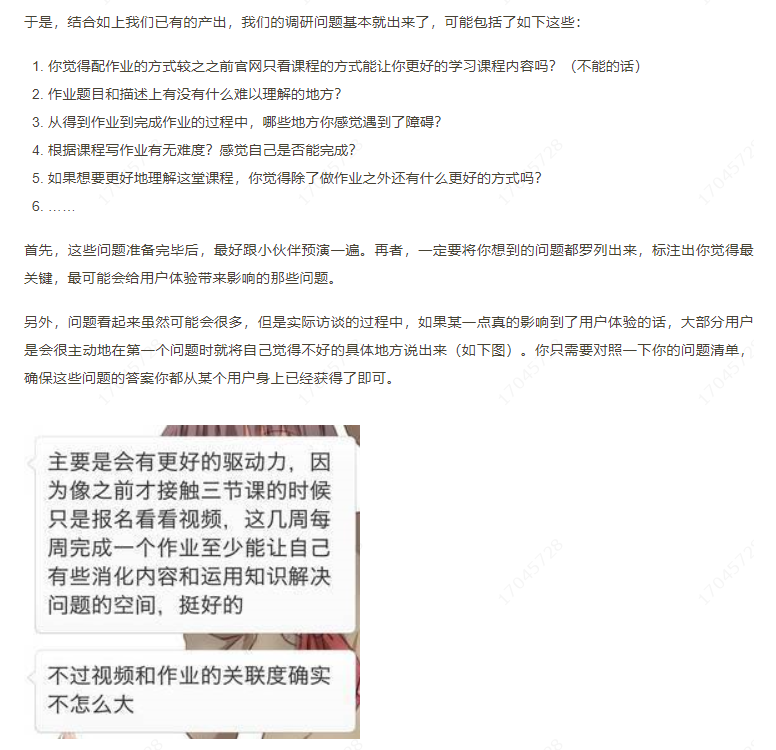 于是，结合如上我们已有的产出，我们的调研问题基本就出来了，可能包括了如下这些：
1. 你觉得配作业的方式较之之前官网只看课程的方式能让你更好的学习课程内容吗？（不能的话）
2. 作业题目和描述上有没有什么难以理解的地方？
3. 从得到作业到完成作业的过程中，哪些地方你感觉遇到了障碍？
4. 根据课程写作业有无难度？感觉自己是否能完成？
5. 如果想要更好地理解这堂课程，你觉得除了做作业之外还有什么更好的方式吗？
6. ……
首先，这些问题准备完毕后，最好跟小伙伴预演一遍。再者，一定要将你想到的问题都罗列出来，标注出你觉得最
关键，最可能会给用户体验带来影响的那些问题。
另外，问题看起来虽然可能会很多，但是实际访谈的过程中，如果某一点真的影响到了用户体验的话，大部分用户
是会很主动地在第一个问题时就将自己觉得不好的具体地方说出来（如下图）。你只需要对照一下你的问题清单，
确保这些问题的答案你都从某个用户身上已经获得了即可。
主要是会有更好的驱动力，因
为像之前才接触三节课的时候
只是报名看看视频，这几周每
周完成一个作业至少能让自己
有些消化内容和运用知识解决
问题的空间，挺好的
不过视频和作业的关联度确实
不怎么大
17045728